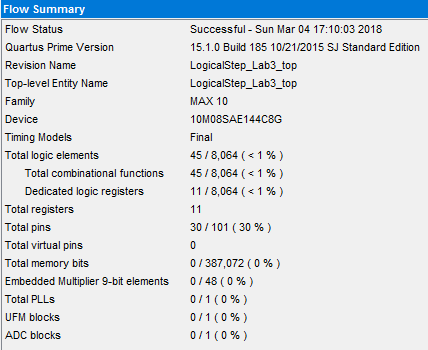 Flow Summary
Flow Status Successful - Sun Mar 04 17:10:03 2018
Quartus Prime Version 15.1.0 Build 185 10/21/2015 SJ Standard Edition
Revision Name LogicalStep_Lab3_top
Top-level Entity Name LogicalStep_Lab3_top
Family MAX 10
Device 10M08SAE144C8G
Timing Models Final
Total logic elements 45 / 8,064 ( < 1 % )
Total combinational functions 45 / 8,064 ( < 1 % )
Dedicated logic registers 11 / 8,064 ( < 1 % )
Total registers 11
Total pins 30 / 101 ( 30 % )
Total virtual pins 0
Total memory bits 0 / 387,072 ( 0 % )
Embedded Multiplier 9-bit elements 0 / 48 ( 0 % )
Total PLLs 0 / 1 ( 0 % )
UFM blocks 0 / 1 ( 0 % )
ADC blocks 0 / 1 ( 0 % )